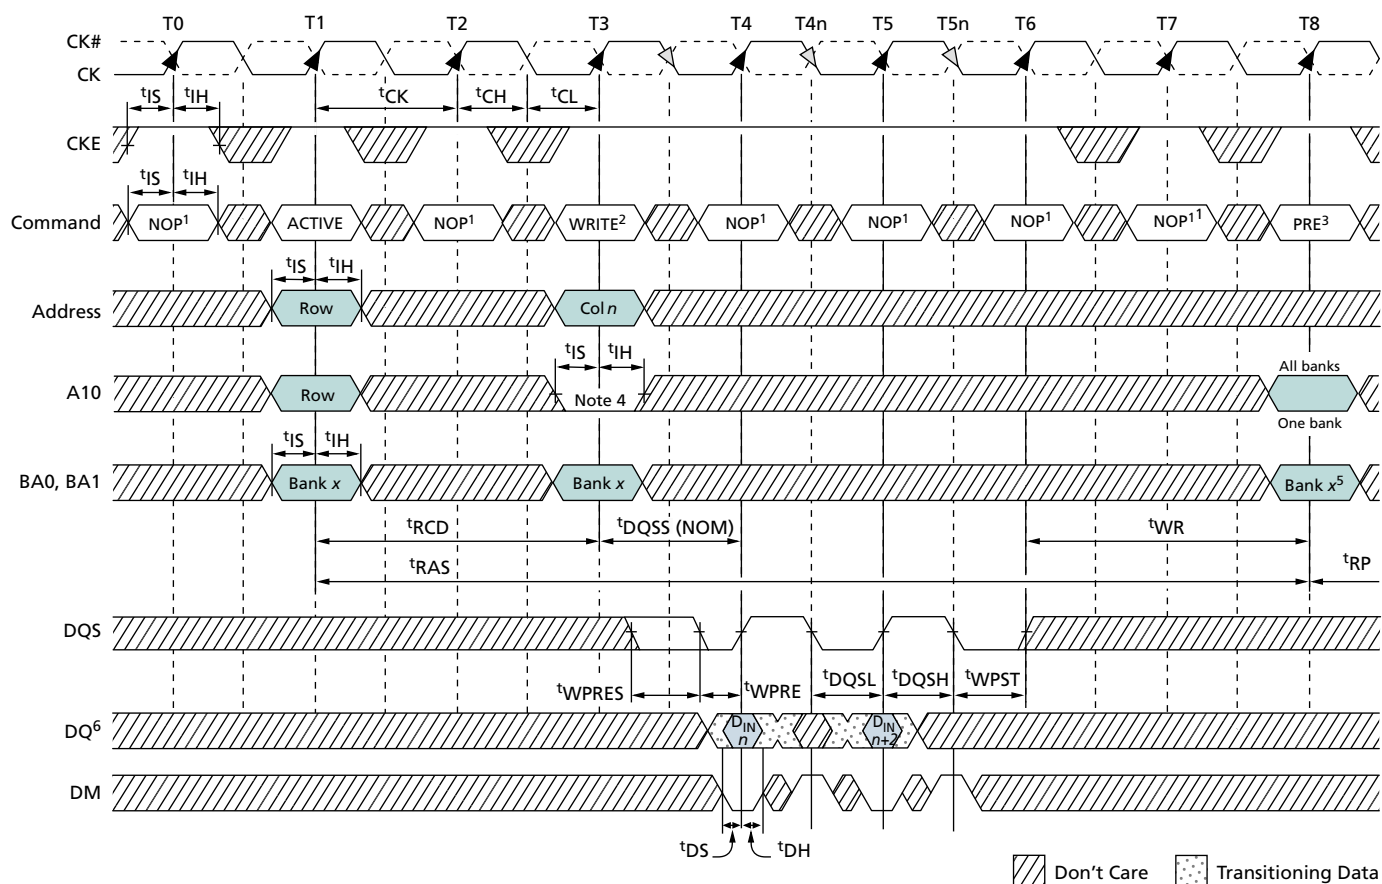 T0 T1 T2 T3 T4 T4n T5 T5n T6 T7 T8
CK#
CK
tIS tIH tCK tCH tCL
CKE
tIS tIH
Command NOP1 ACTIVE NOP1 WRITE2 NOP1 NOP1 NOP1 NOP11 PRE3
tIS tIH
Address Row Col n
tIS tIH All banks
A10 Row Note 4
One bank
tIS tIH
BA0, BA1 Bank x Bank x Bank x5
tRCD tDQSS (NOM) tWR
tRAS tRP
DQS
tWPRES tWPRE tDQSL tDQSH tWPST
DQ6 DIN n DIN n+2
DM
tDS tDH
Don't Care Transitioning Data